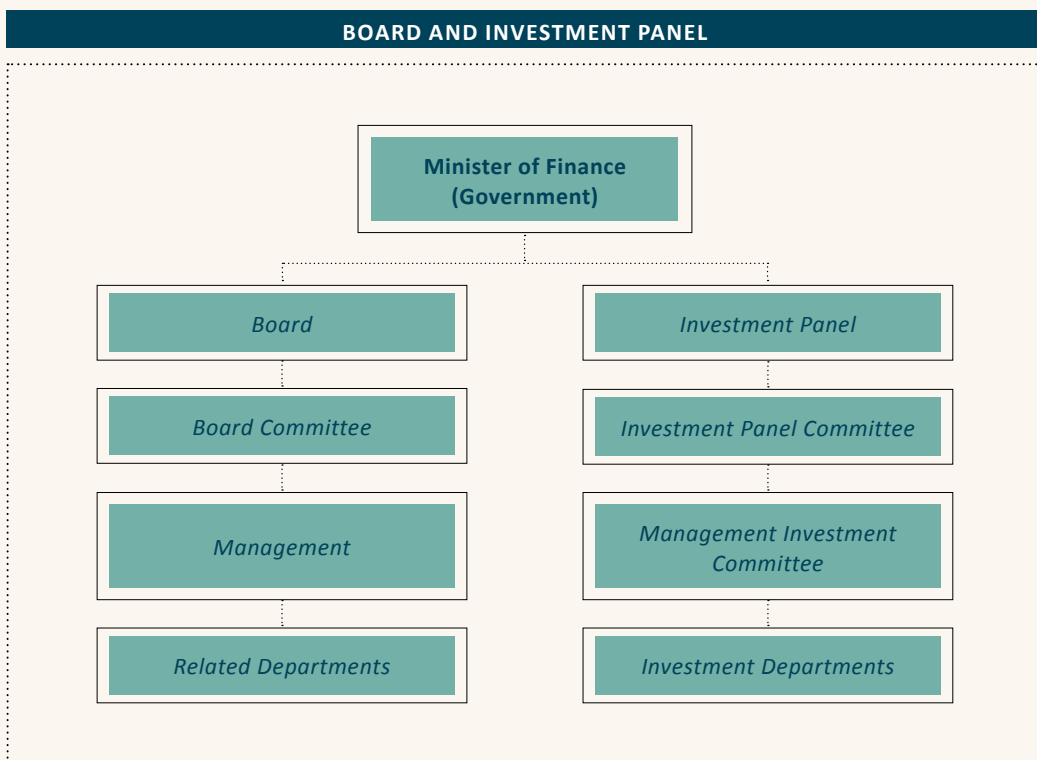 BOARD AND INVESTMENT PANEL
Minister of Finance
(Government)
Board
Investment Panel
Board Committee
Investment Panel Committee
Management
Management Investment
Committee
Related Departments
Investment Departments